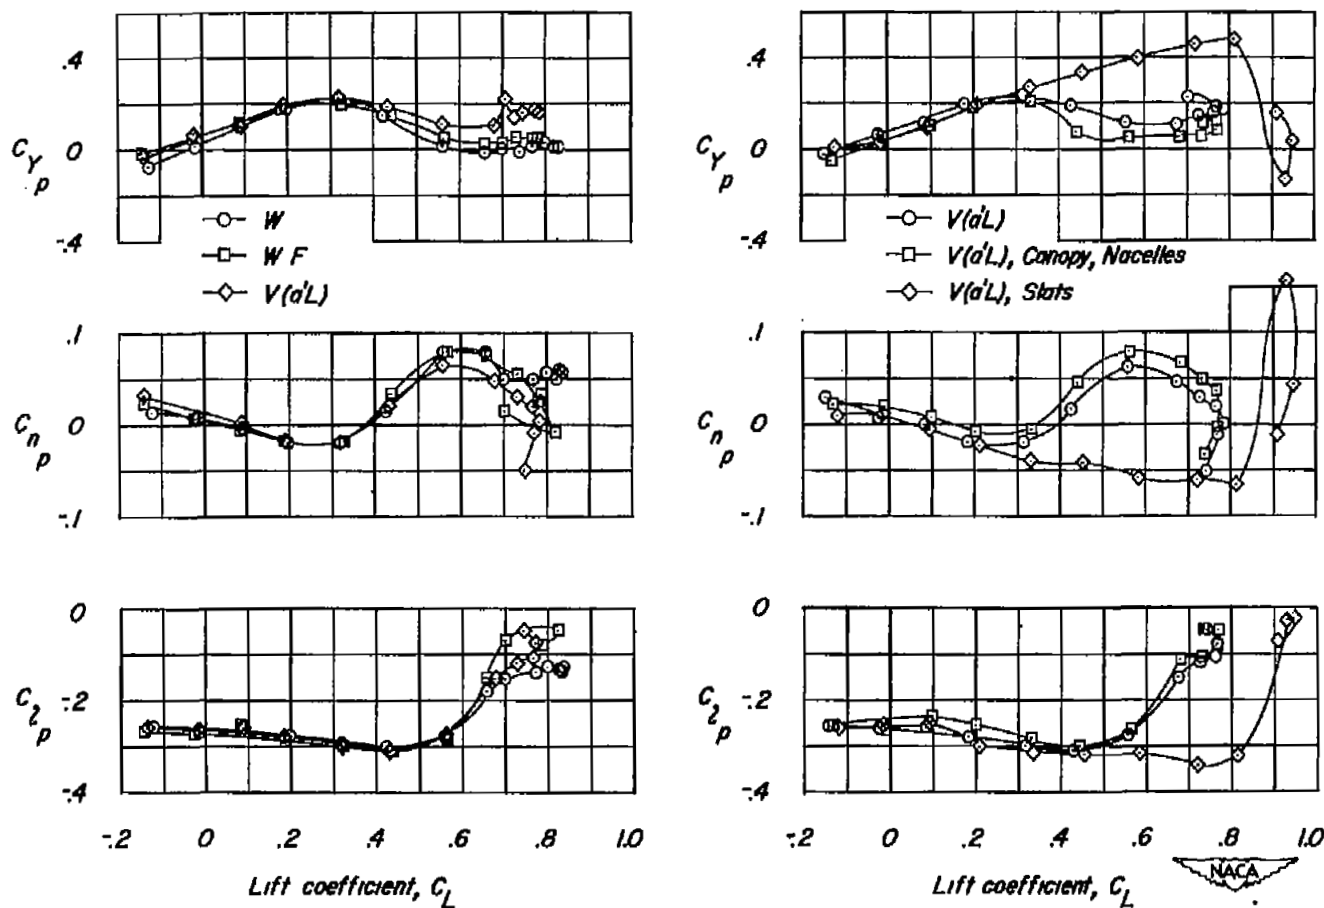 .4
C_Y_p
0
-.4
W
W F
V(a'L)
.1
C_n_p
0
-.1
0
C_l_p
-.2
-.4
-.2 0 .2 .4 .6 .8 1.0
Lift coefficient, C_L
.4
C_Y_p
0
-.4
V(a'L)
V(a'L), Canopy, Nacelles
V(a'L), Slats
.1
C_n_p
0
-.1
0
C_l_p
-.2
-.4
-.2 0 .2 .4 .6 .8 1.0
Lift coefficient, C_L
NACA